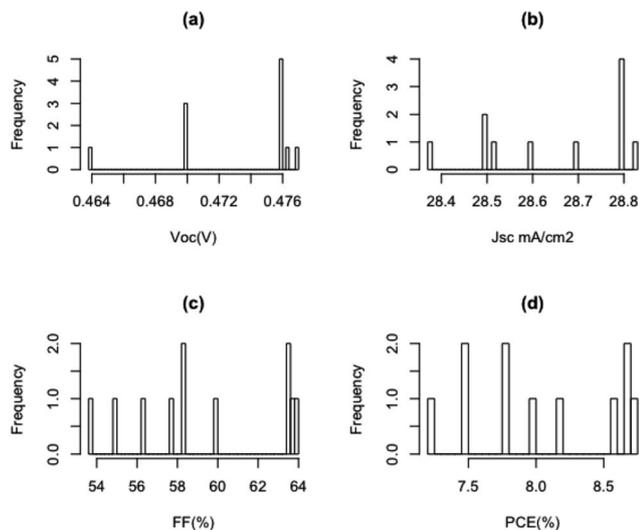 (a)
Frequency
0 1 2 3 4 5
0.464 0.468 0.472 0.476
Voc(V)
(b)
Frequency
0 1 2 3 4
28.4 28.5 28.6 28.7 28.8
Jsc mA/cm2
(c)
Frequency
0.0 1.0 2.0
54 56 58 60 62 64
FF(%)
(d)
Frequency
0.0 1.0 2.0
7.5 8.0 8.5
PCE(%)